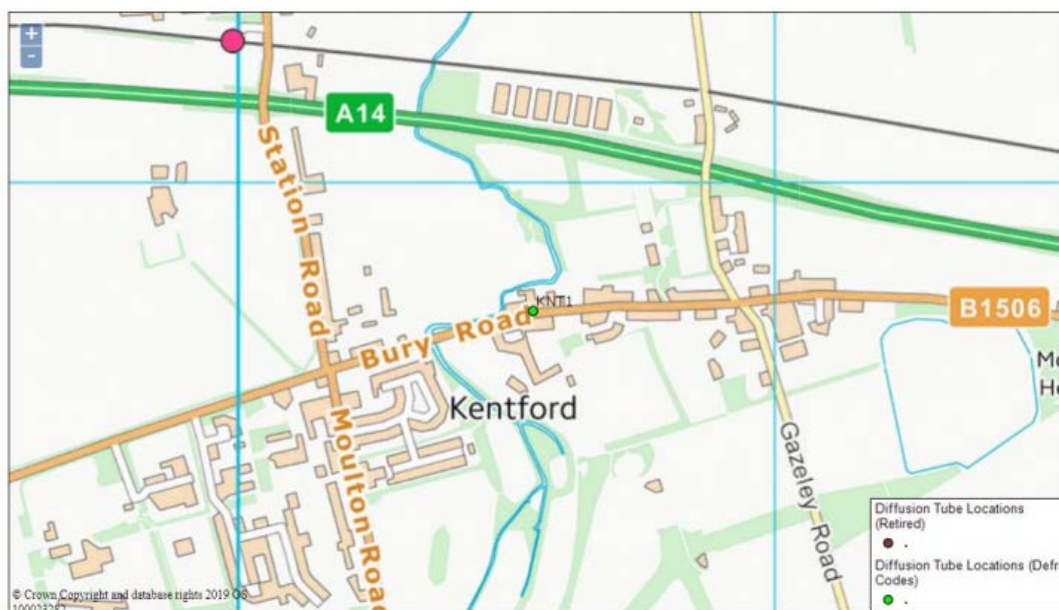 +
-
A14
Station Road
KNT1
Bury Road
B1506
Kentford
Moulton Road
Gazeley Road
Diffusion Tube Locations
(Retired)
.
Diffusion Tube Locations (Defr
Codes)
.
© Crown Copyright and database rights 2019 OS